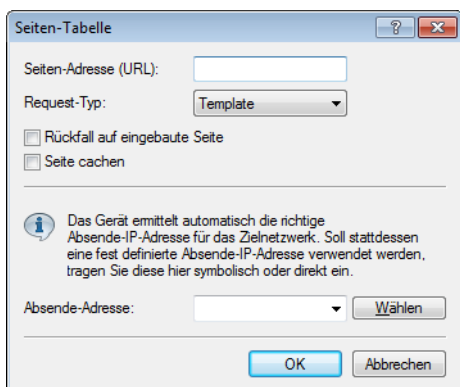 Seiten-Tabelle
Seiten-Adresse (URL):
Request-Typ: Template
Rückfall auf eingebaute Seite
Seite cachen
Das Gerät ermittelt automatisch die richtige
Absende-IP-Adresse für das Zielnetzwerk. Soll stattdessen
eine fest definierte Absende-IP-Adresse verwendet werden,
tragen Sie diese hier symbolisch oder direkt ein.
Absende-Adresse: Wählen
OK Abbrechen